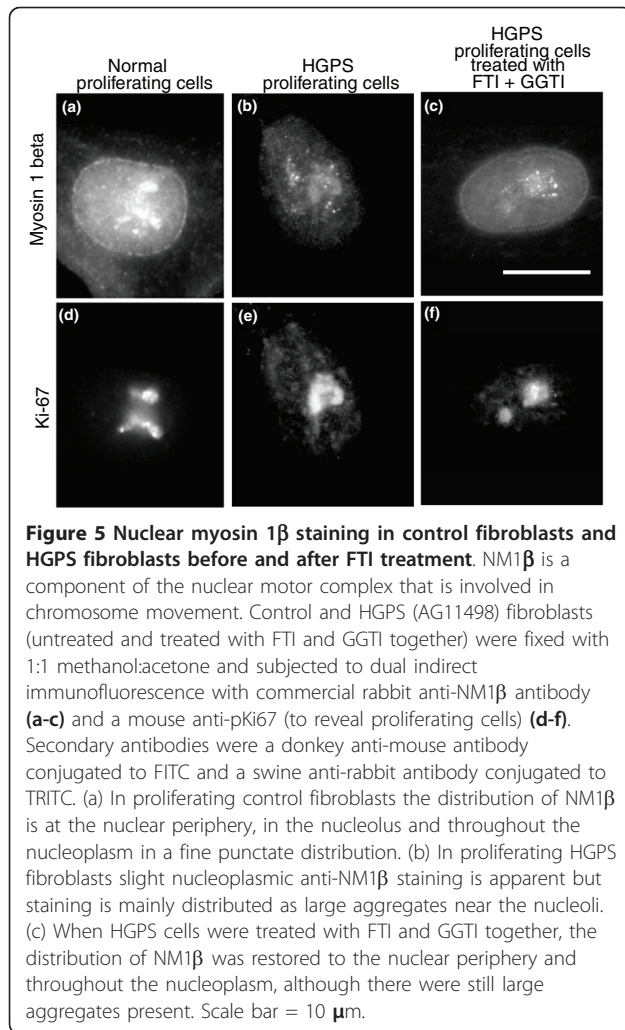 Normal
proliferating cells
HGPS
proliferating cells
HGPS
proliferating cells
treated with
FTI + GGTI
Myosin 1 beta
(a)
(b)
(c)
Ki-67
(d)
(e)
(f)
Figure 5 Nuclear myosin 1β staining in control fibroblasts and
HGPS fibroblasts before and after FTI treatment. NM1β is a
component of the nuclear motor complex that is involved in
chromosome movement. Control and HGPS (AG11498) fibroblasts
(untreated and treated with FTI and GGTI together) were fixed with
1:1 methanol:acetone and subjected to dual indirect
immunofluorescence with commercial rabbit anti-NM1β antibody
(a-c) and a mouse anti-pKi67 (to reveal proliferating cells) (d-f).
Secondary antibodies were a donkey anti-mouse antibody
conjugated to FITC and a swine anti-rabbit antibody conjugated to
TRITC. (a) In proliferating control fibroblasts the distribution of NM1β
is at the nuclear periphery, in the nucleolus and throughout the
nucleoplasm in a fine punctate distribution. (b) In proliferating HGPS
fibroblasts slight nucleoplasmic anti-NM1β staining is apparent but
staining is mainly distributed as large aggregates near the nucleoli.
(c) When HGPS cells were treated with FTI and GGTI together, the
distribution of NM1β was restored to the nuclear periphery and
throughout the nucleoplasm, although there were still large
aggregates present. Scale bar = 10 μm.